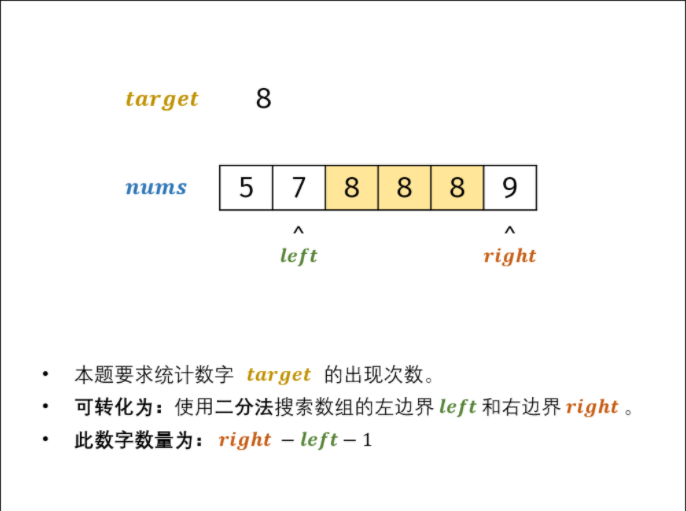 target 8
nums 5 7 8 8 8 9
^ ^
left right
• 本题要求统计数字 target 的出现次数。
• 可转化为：使用二分法搜索数组的左边界 left 和右边界 right 。
• 此数字数量为： right − left − 1